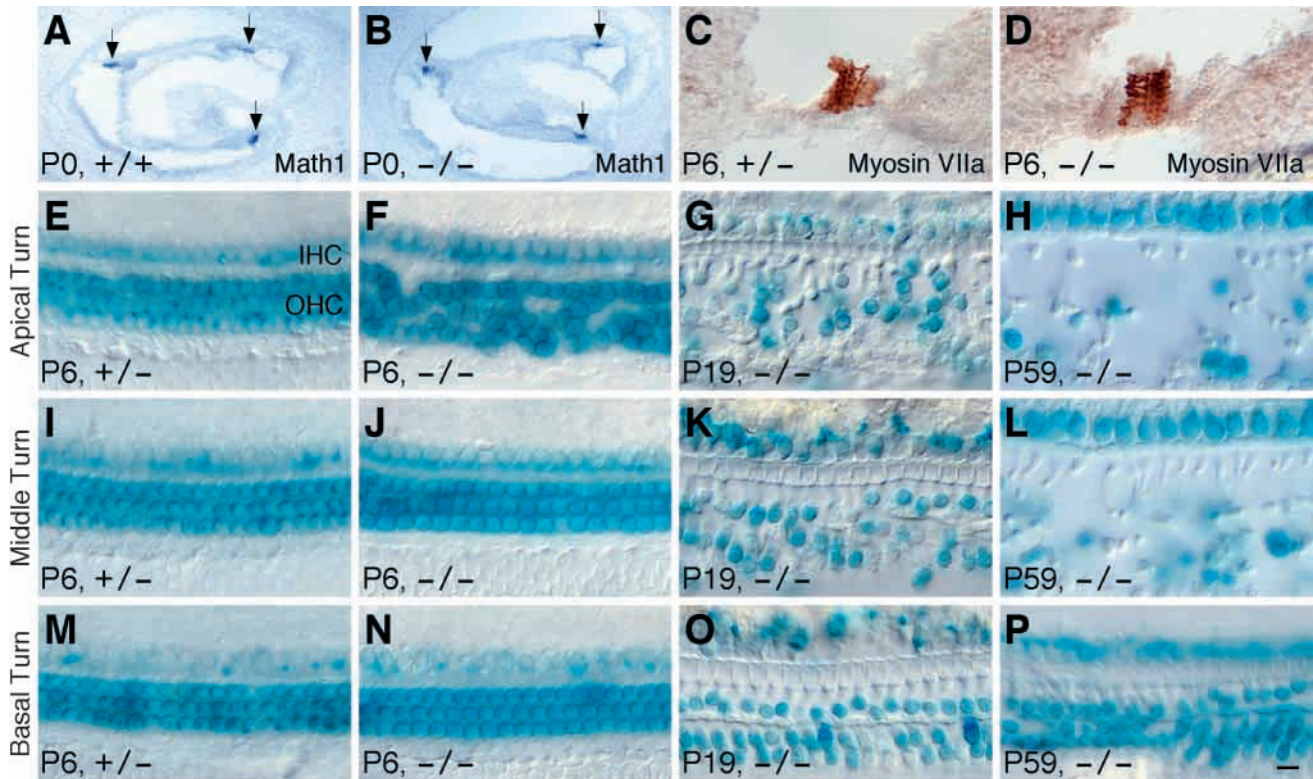 A
P0, +/+
Math1
B
P0, −/−
Math1
C
P6, +/−
Myosin VIIa
D
P6, −/−
Myosin VIIa
Apical Turn
E
IHC
OHC
P6, +/−
F
P6, −/−
G
P19, −/−
H
P59, −/−
Middle Turn
I
P6, +/−
J
P6, −/−
K
P19, −/−
L
P59, −/−
Basal Turn
M
P6, +/−
N
P6, −/−
O
P19, −/−
P
P59, −/−